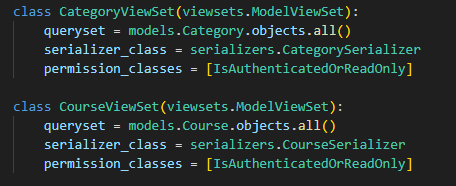 class CategoryViewSet(viewsets.ModelViewSet):
    queryset = models.Category.objects.all()
    serializer_class = serializers.CategorySerializer
    permission_classes = [IsAuthenticatedOrReadOnly]

class CourseViewSet(viewsets.ModelViewSet):
    queryset = models.Course.objects.all()
    serializer_class = serializers.CourseSerializer
    permission_classes = [IsAuthenticatedOrReadOnly]